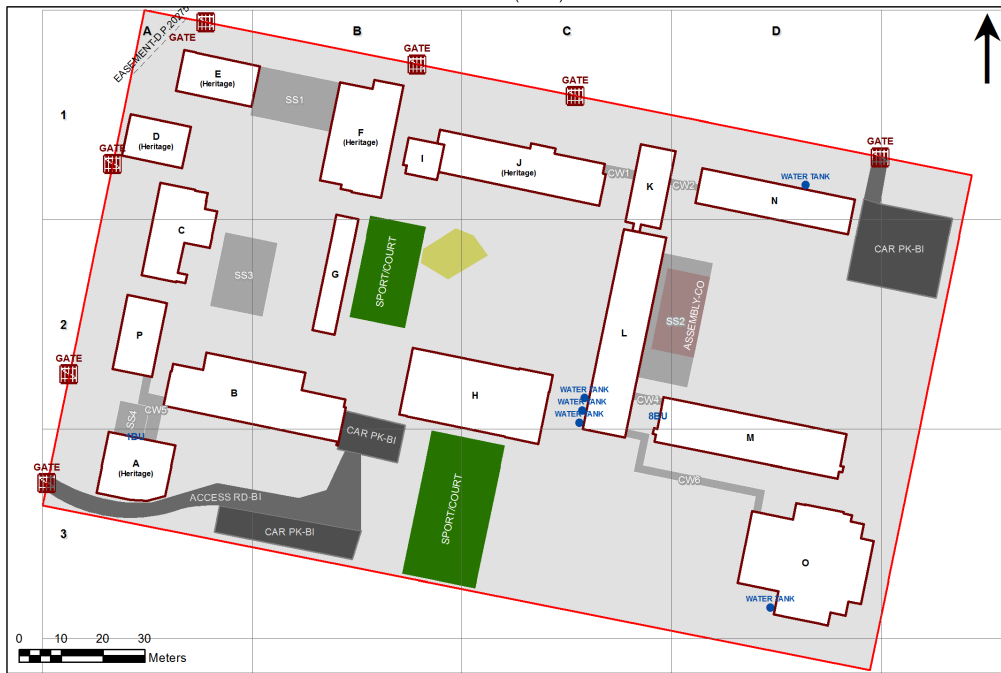 A
B
C
D
EASEMENT-D.P.20275
GATE
GATE
GATE
GATE
GATE
GATE
GATE
E
(Heritage)
SS1
1
F
(Heritage)
D
(Heritage)
I
J
(Heritage)
CW1
K
CW2
WATER TANK
N
C
SS3
G
SPORT/COURT
CAR PK-BI
2
P
L
SS2
ASSEMBLY-CO
B
H
WATER TANK
WATER TANK
WATER TANK
CW4
8BU
SS4
CW5
CAR PK-BI
M
A
(Heritage)
CW6
ACCESS RD-BI
SPORT/COURT
3
CAR PK-BI
O
WATER TANK
0 10 20 30
Meters